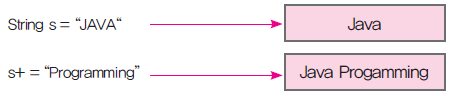 String s = “JAVA“ Java
s+ = “Programming” Java Progamming